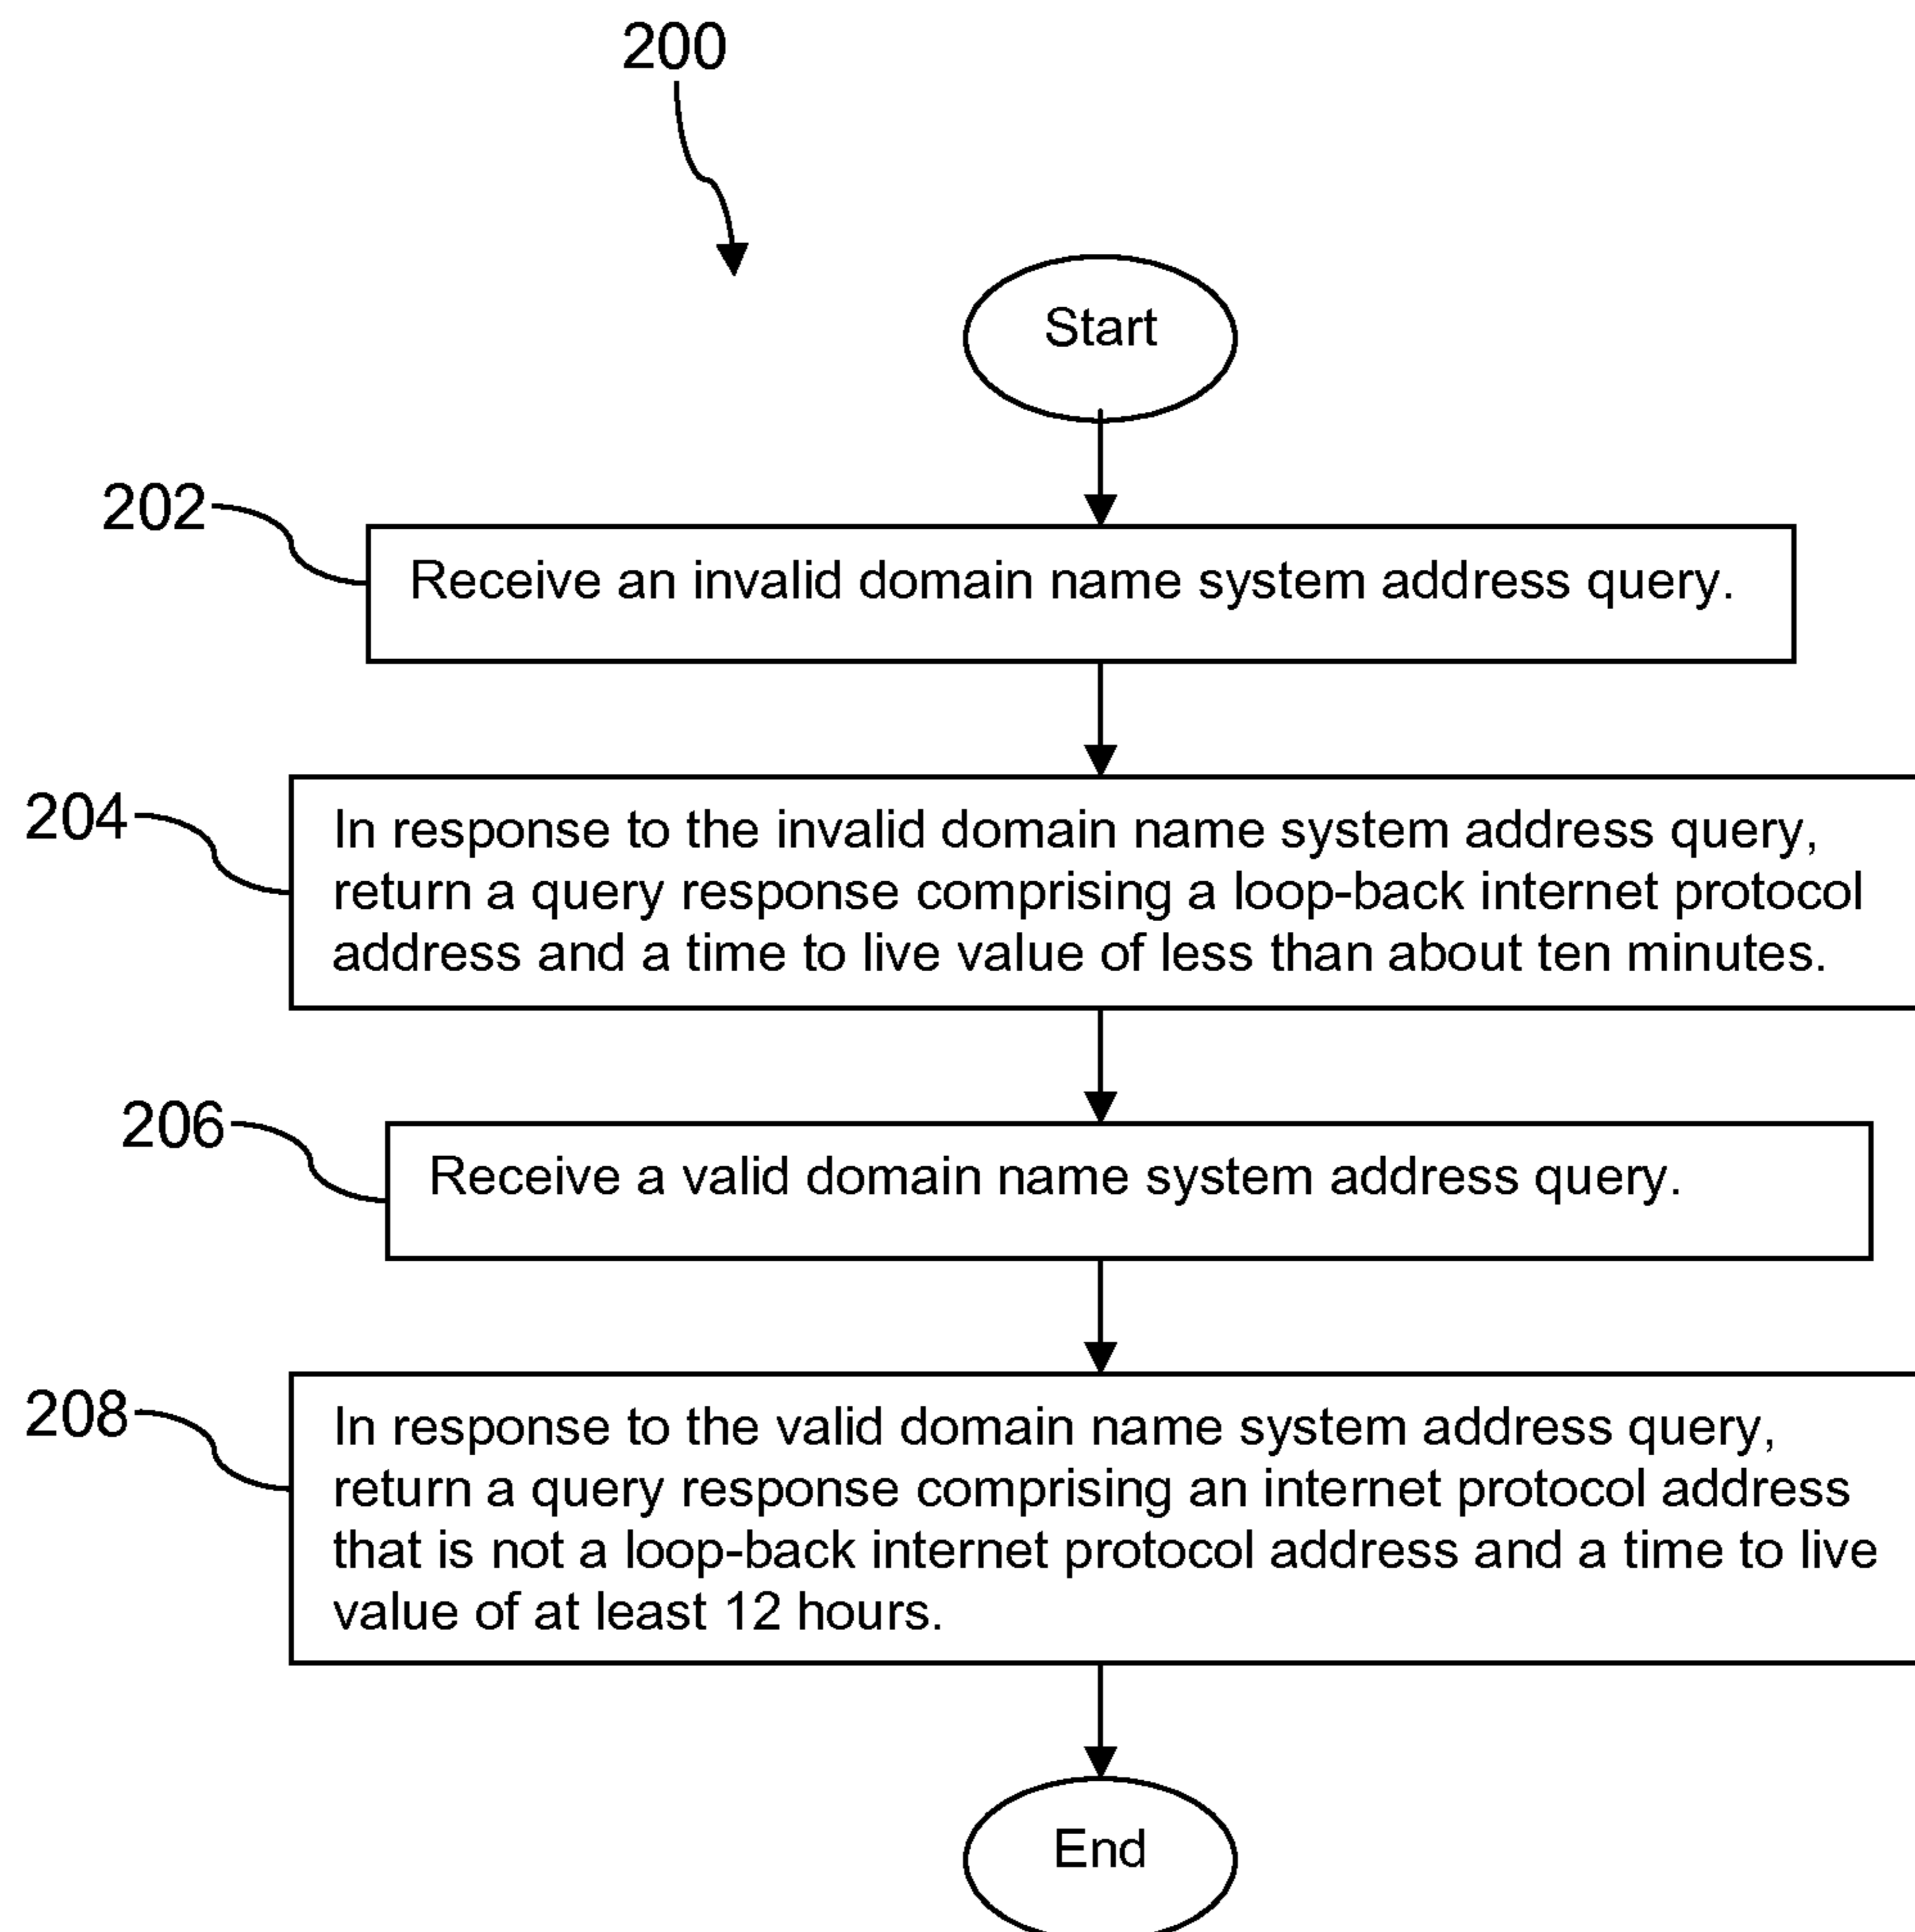 200
Start
202
Receive an invalid domain name system address query.
204
In response to the invalid domain name system address query,
return a query response comprising a loop-back internet protocol
address and a time to live value of less than about ten minutes.
206
Receive a valid domain name system address query.
208
In response to the valid domain name system address query,
return a query response comprising an internet protocol address
that is not a loop-back internet protocol address and a time to live
value of at least 12 hours.
End